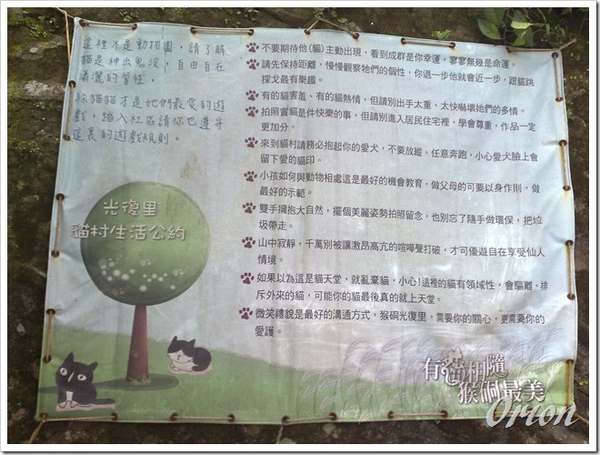 這裡不是動物園，請了解
貓是神出鬼沒，自由自在
瀟灑的習性。
躲貓貓才是她們最愛的遊
戲，踏入社區請你也遵守
這裏的遊戲規則。
光復里
貓村生活公約
不要期待他(貓)主動出現，看到成群是你幸運，寥寥無幾是命運。
請先保持距離，慢慢觀察牠們的個性，你退一步他就會近一步，跟貓跳
探戈最有樂趣。
有的貓害羞、有的貓熱情，但請別出手太重、太快嚇壞她們的多情。
拍照賞貓是件快樂的事，但請別進入居民住宅裡，學會尊重，作品一定
更加分。
來到貓村請務必抱起你的愛犬，不要放縱、任意奔跑，小心愛犬臉上會
留下愛的貓印。
小孩如何與動物相處這是最好的機會教育，做父母的可要以身作則，做
最好的示範。
雙手擁抱大自然，擺個美麗姿勢拍照留念，也別忘了隨手做環保，把垃
圾帶走。
山中寂靜，千萬別被讓激昂高亢的喧嘩聲打破，才可優遊自在享受仙人
情境。
如果以為這是貓天堂，就亂棄貓，小心!這裡的貓有領域性，會驅離、排
斥外來的貓，可能你的貓最後真的就上天堂。
微笑禮貌是最好的溝通方式，猴硐光復里，需要你的關心，更需要你的
愛護。
有貓相隨
猴硐最美
Orion